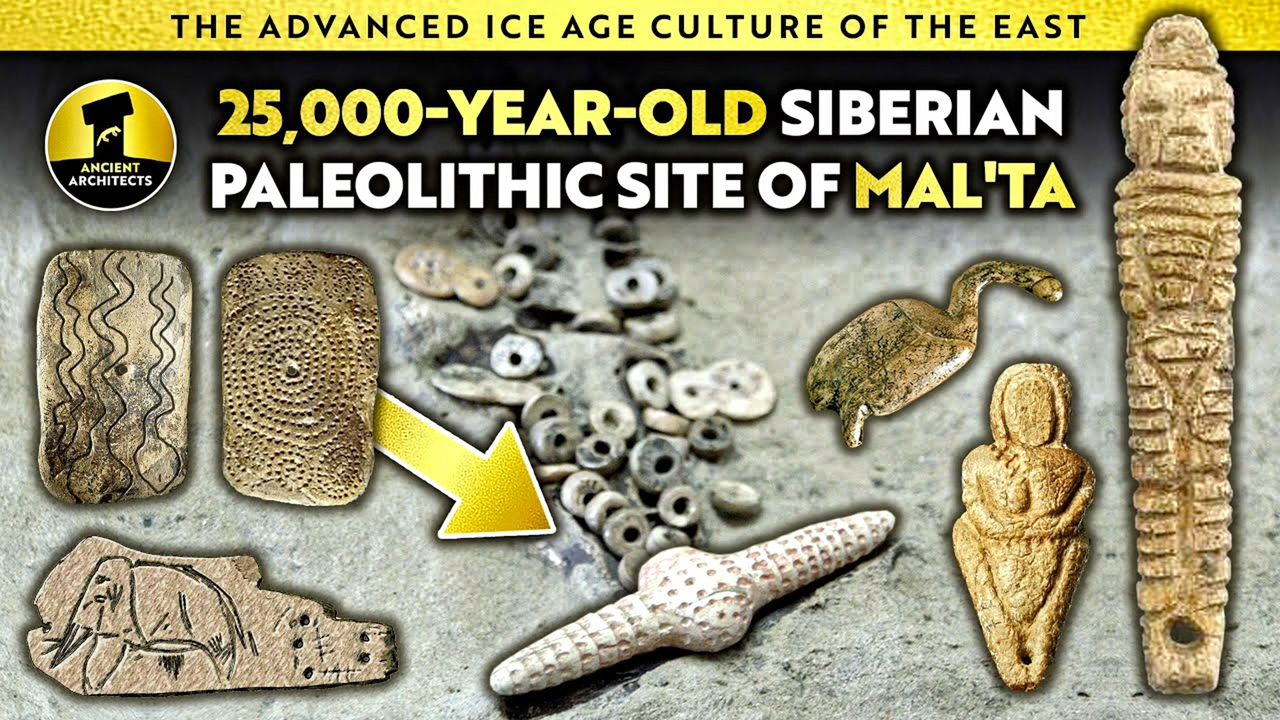 THE ADVANCED ICE AGE CULTURE OF THE EAST
25,000-YEAR-OLD SIBERIAN
PALEOLITHIC SITE OF MAL'TA
ANCIENT
ARCHITECTS